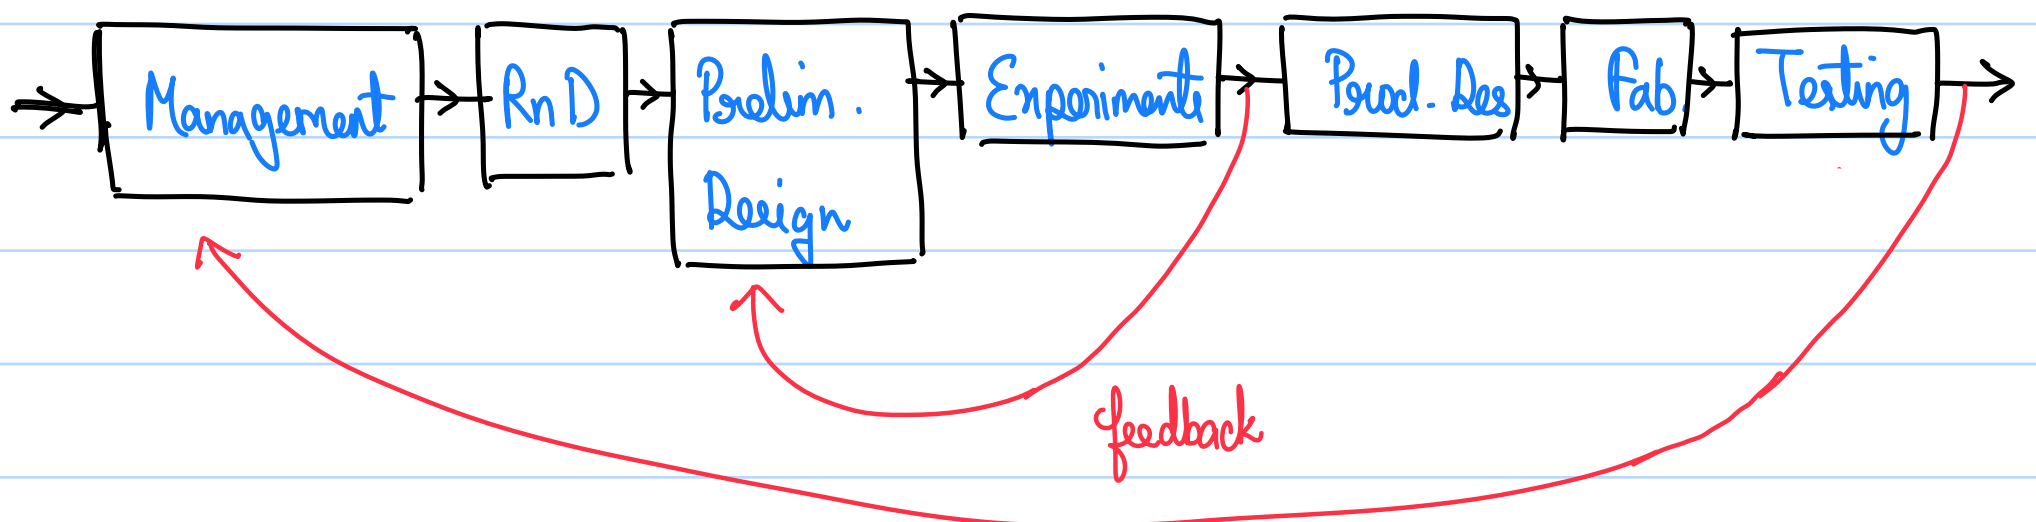 Management
RnD
Prelim.
Design
Experiments
Prod. Des
Fab
Testing
feedback